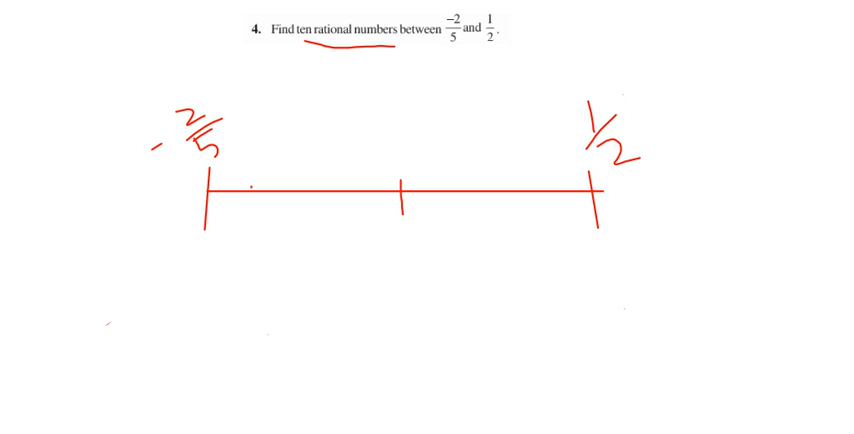 4. Find ten rational numbers between -2/5 and 1/2.
- 2/5 1/2